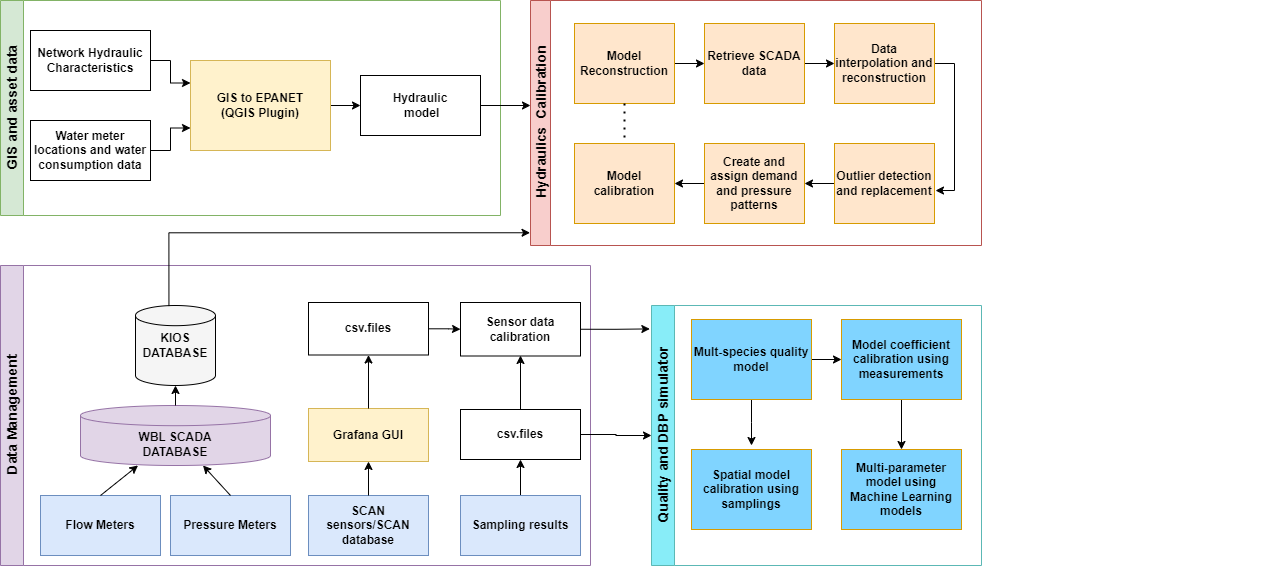 GIS and asset data
Network Hydraulic
Characteristics
Water meter
locations and water
consumption data
GIS to EPANET
(QGIS Plugin)
Hydraulic
model
Hydraulics Calibration
Model
Reconstruction
Retrieve SCADA
data
Data
interpolation and
reconstruction
Model
calibration
Create and
assign demand
and pressure
patterns
Outlier detection
and replacement
Data Management
KIOS
DATABASE
WBL SCADA
DATABASE
Flow Meters
Pressure Meters
csv.files
Grafana GUI
SCAN
sensors/SCAN
database
Sensor data
calibration
csv.files
Sampling results
Quality and DBP simulator
Mult-species quality
model
Model coefficient
calibration using
measurements
Spatial model
calibration using
samplings
Multi-parameter
model using
Machine Learning
models